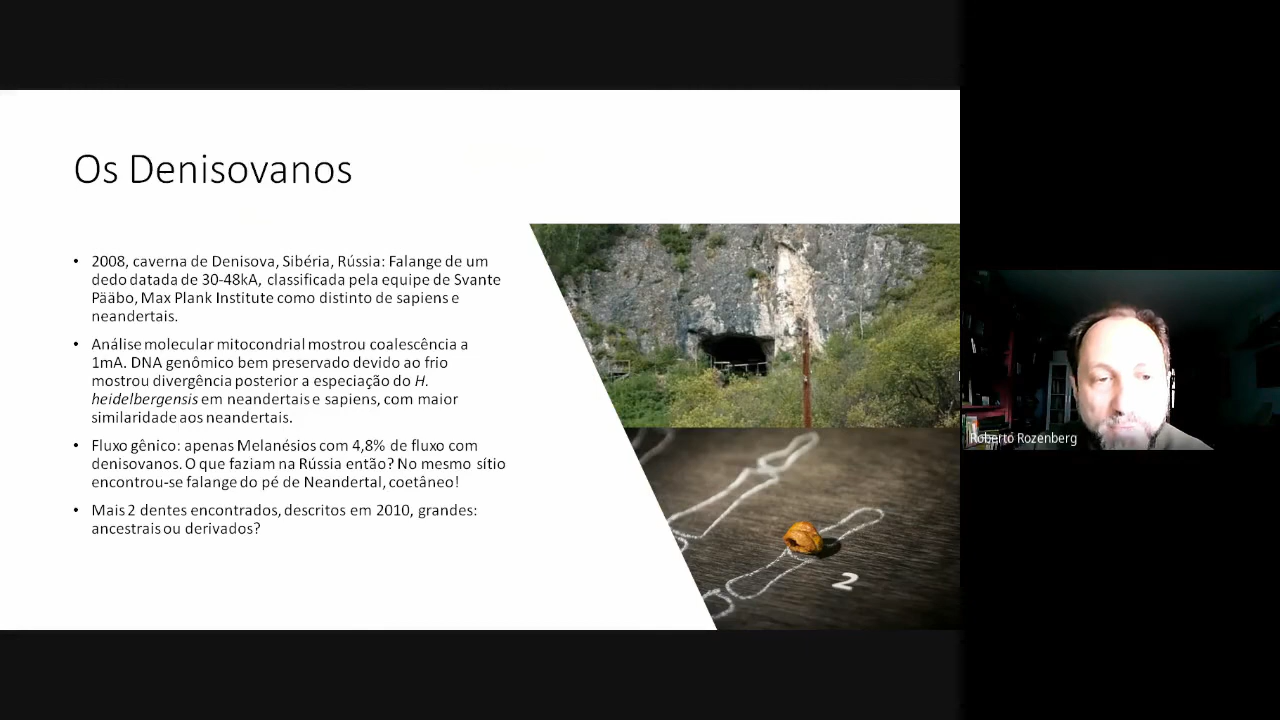 Os Denisovanos
• 2008, caverna de Denisova, Sibéria, Rússia: Falange de um
dedo datada de 30-48kA, classificada pela equipe de Svante
Pääbo, Max Plank Institute como distinto de sapiens e
neandertais.
• Análise molecular mitocondrial mostrou coalescência a
1mA. DNA genômico bem preservado devido ao frio
mostrou divergência posterior a especiação do H.
heidelbergensis em neandertais e sapiens, com maior
similaridade aos neandertais.
• Fluxo gênico: apenas Melanésios com 4,8% de fluxo com
denisovanos. O que faziam na Rússia então? No mesmo sítio
encontrou-se falange do pé de Neandertal, coetâneo!
• Mais 2 dentes encontrados, descritos em 2010, grandes:
ancestrais ou derivados?
2
Roberto Rozenberg